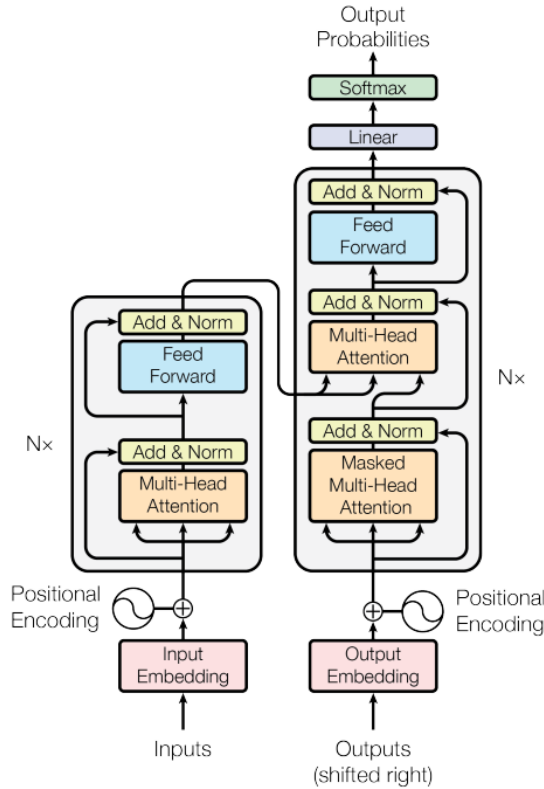 Output
Probabilities
Softmax
Linear
Add & Norm
Feed
Forward
Add & Norm
Multi-Head
Attention
Nx
Add & Norm
Masked
Multi-Head
Attention
Add & Norm
Feed
Forward
Nx
Add & Norm
Multi-Head
Attention
Positional
Encoding
Positional
Encoding
Input
Embedding
Output
Embedding
Inputs
Outputs
(shifted right)